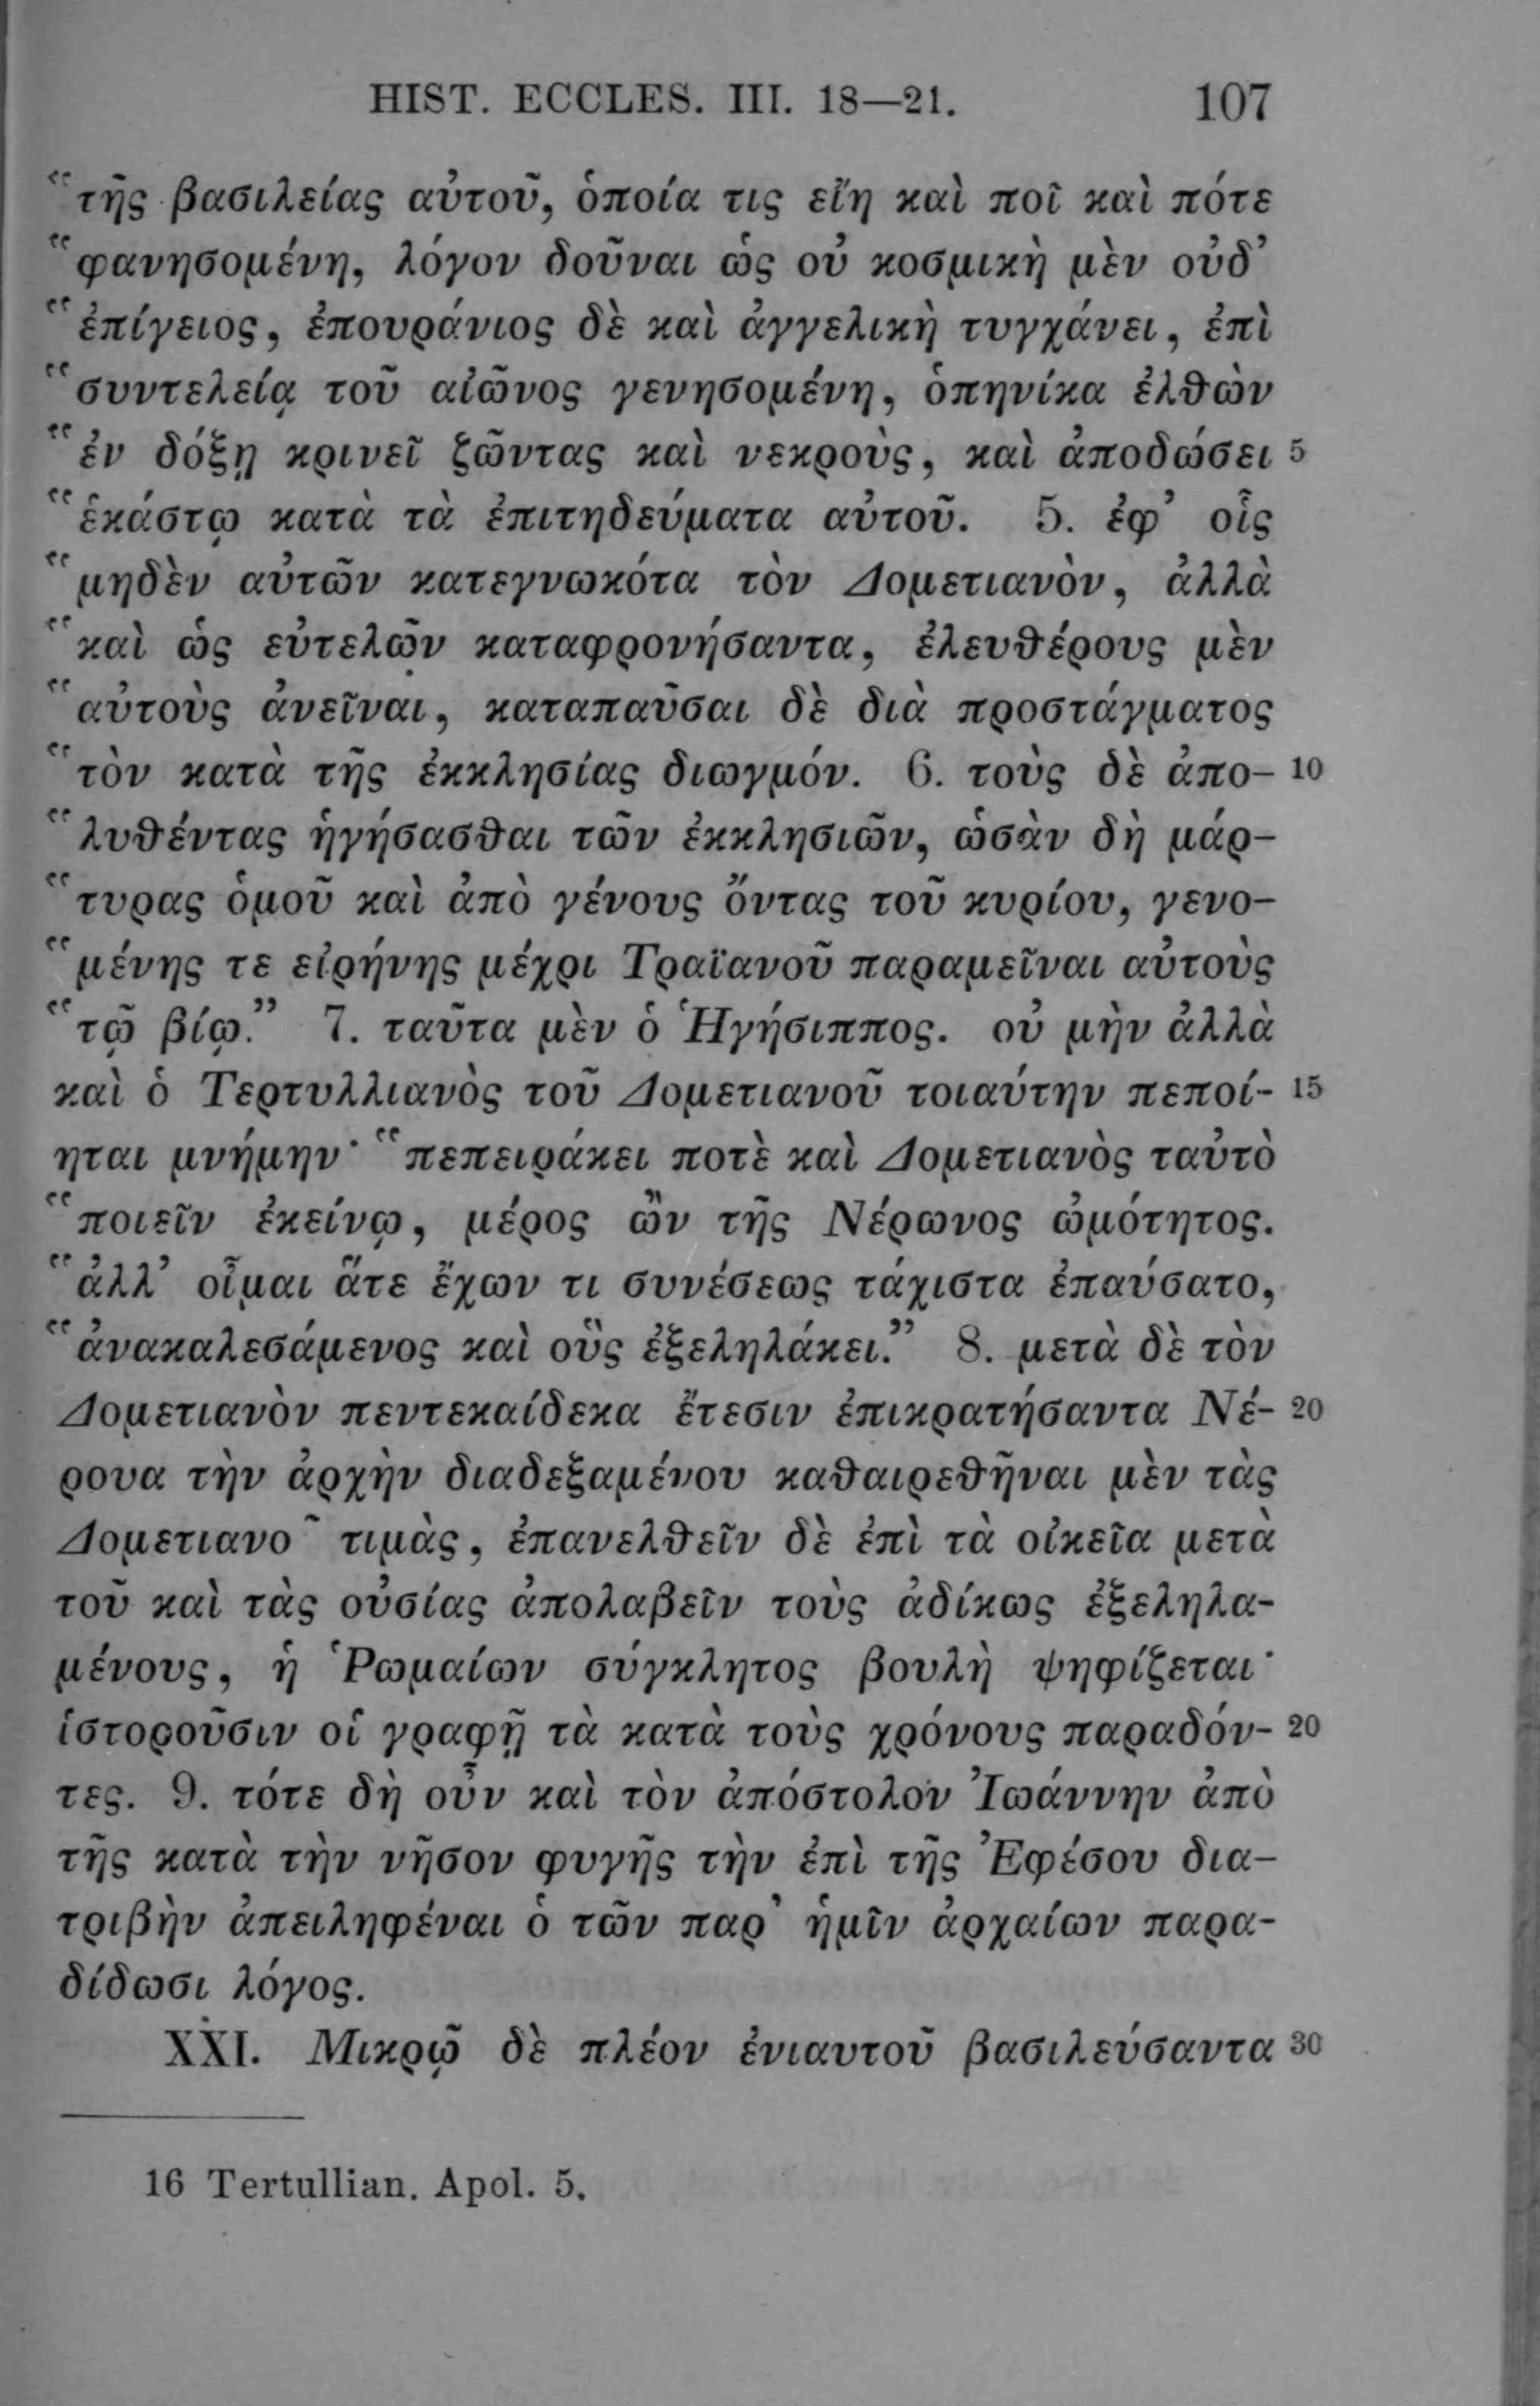 HIST. ECCLES. III. 18—21. 107
“τῆς βασιλείας αὐτοῦ, ὁποία τις εἴη καὶ ποῖ καὶ πότε
“φανησομένη, λόγον δοῦναι ὡς οὐ κοσμικὴ μὲν οὐδ’
“ἐπίγειος, ἐπουράνιος δὲ καὶ ἀγγελικὴ τυγχάνει, ἐπὶ
“συντελείᾳ τοῦ αἰῶνος γενησομένη, ὁπηνίκα ἐλθὼν
“ἐν δόξῃ κρινεῖ ζῶντας καὶ νεκροὺς, καὶ ἀποδώσει 5
“ἑκάστῳ κατὰ τὰ ἐπιτηδεύματα αὐτοῦ. 5. ἐφ’ οἷς
“μηδὲν αὐτῶν κατεγνωκότα τὸν Δομετιανὸν, ἀλλὰ
“καὶ ὡς εὐτελῶν καταφρονήσαντα, ἐλευθέρους μὲν
“αὐτοὺς ἀνεῖναι, καταπαῦσαι δὲ διὰ προστάγματος
“τὸν κατὰ τῆς ἐκκλησίας διωγμόν. 6. τοὺς δὲ ἀπο- 10
“λυθέντας ἡγήσασθαι τῶν ἐκκλησιῶν, ὡσὰν δὴ μάρ-
“τυρας ὁμοῦ καὶ ἀπὸ γένους ὄντας τοῦ κυρίου, γενο-
“μένης τε εἰρήνης μέχρι Τραϊανοῦ παραμεῖναι αὐτοὺς
“τῷ βίῳ.” 7. ταῦτα μὲν ὁ Ἡγήσιππος. οὐ μὴν ἀλλὰ
καὶ ὁ Τερτυλλιανὸς τοῦ Δομετιανοῦ τοιαύτην πεποί- 15
ηται μνήμην· “πεπειράκει ποτὲ καὶ Δομετιανὸς ταὐτὸ
“ποιεῖν ἐκείνῳ, μέρος ὢν τῆς Νέρωνος ὠμότητος.
“ἀλλ’ οἶμαι ἅτε ἔχων τι συνέσεως τάχιστα ἐπαύσατο,
“ἀνακαλεσάμενος καὶ οὓς ἐξεληλάκει.” 8. μετὰ δὲ τὸν
Δομετιανὸν πεντεκαίδεκα ἔτεσιν ἐπικρατήσαντα Νέ- 20
ρουα τὴν ἀρχὴν διαδεξαμένου καθαιρεθῆναι μὲν τὰς
Δομετιανο ῀ τιμὰς, ἐπανελθεῖν δὲ ἐπὶ τὰ οἰκεῖα μετὰ
τοῦ καὶ τὰς οὐσίας ἀπολαβεῖν τοὺς ἀδίκως ἐξεληλα-
μένους, ἡ Ῥωμαίων σύγκλητος βουλὴ ψηφίζεται·
ἱστοροῦσιν οἱ γραφῇ τὰ κατὰ τοὺς χρόνους παραδόν- 20
τες. 9. τότε δὴ οὖν καὶ τὸν ἀπόστολον Ἰωάννην ἀπὸ
τῆς κατὰ τὴν νῆσον φυγῆς τὴν ἐπὶ τῆς Ἐφέσου δια-
τριβὴν ἀπειληφέναι ὁ τῶν παρ’ ἡμῖν ἀρχαίων παρα-
δίδωσι λόγος.
XXI. Μικρῷ δὲ πλέον ἐνιαυτοῦ βασιλεύσαντα 30
16 Tertullian. Apol. 5.